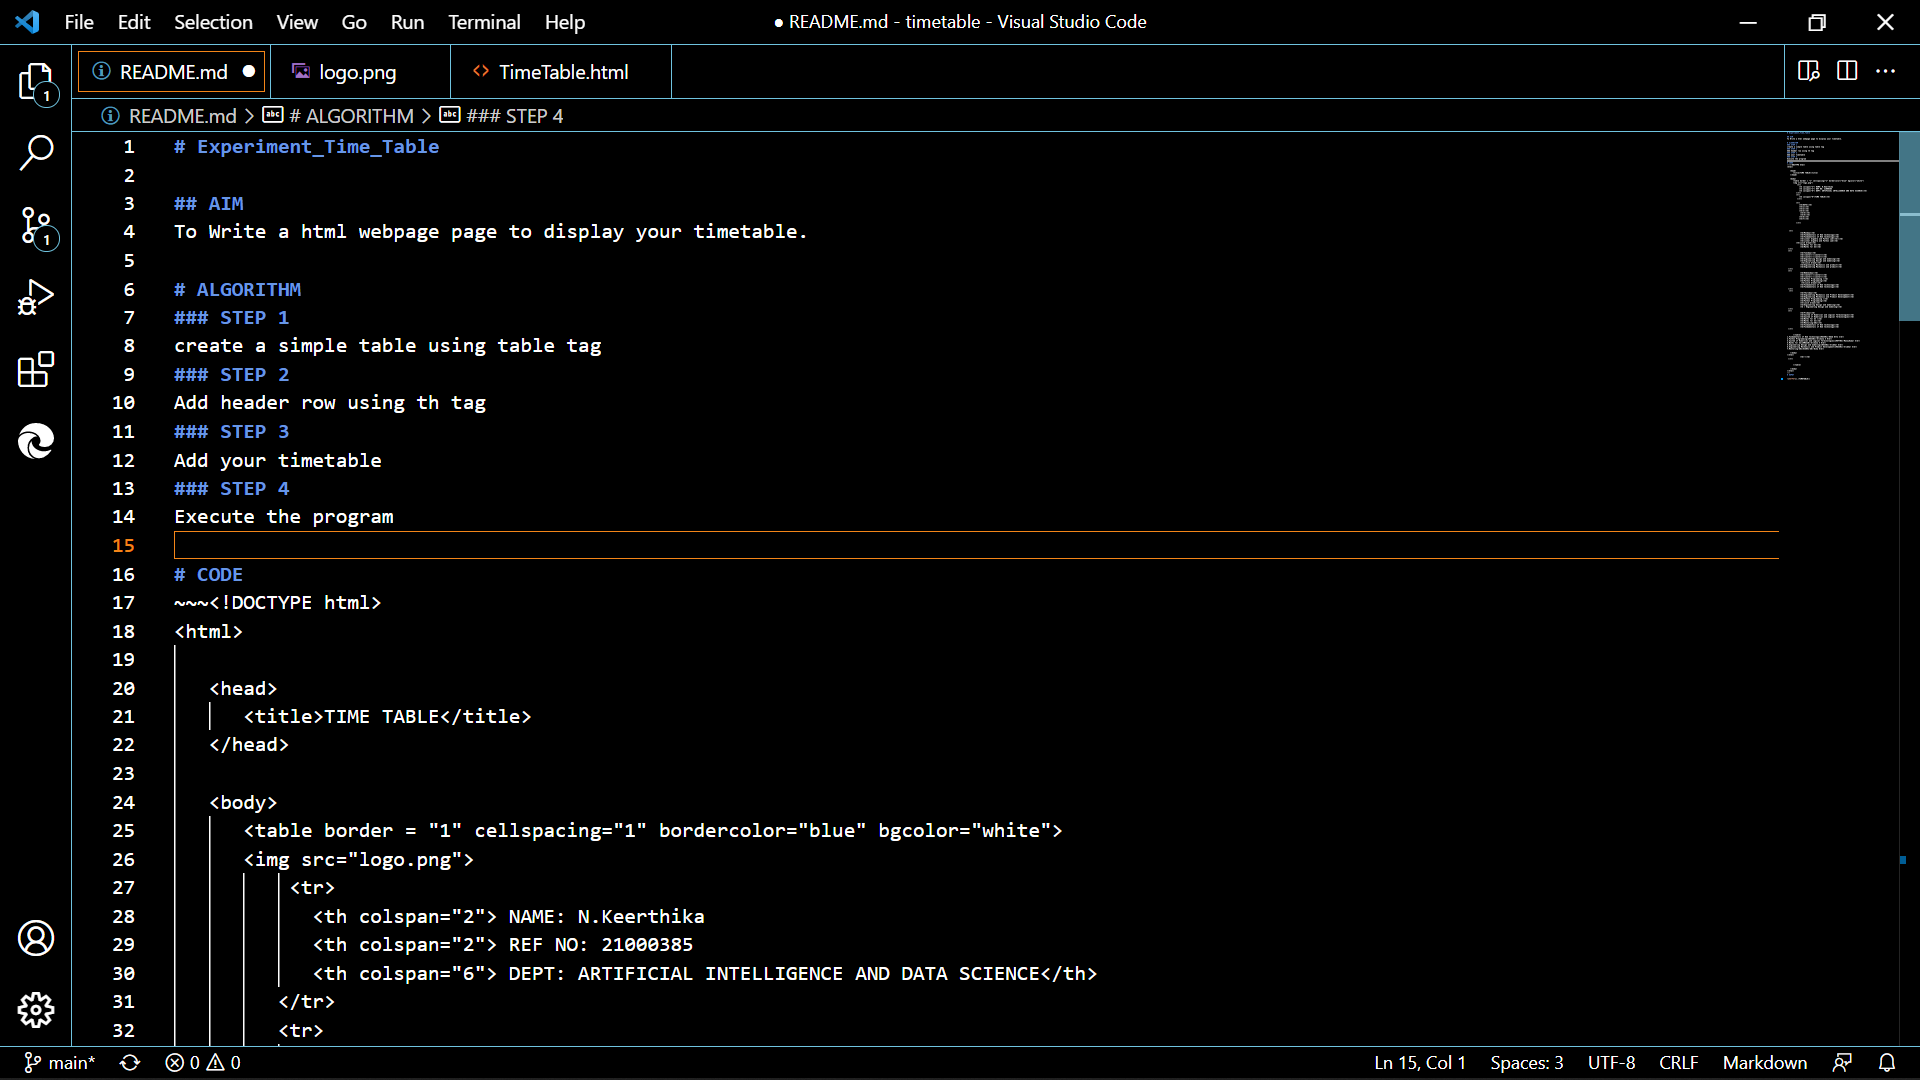 File Edit Selection View Go Run Terminal Help
● README.md - timetable - Visual Studio Code
README.md
logo.png
TimeTable.html
README.md > # ALGORITHM > ### STEP 4
1
1
1 # Experiment_Time_Table
2
3 ## AIM
4 To Write a html webpage page to display your timetable.
5
6 # ALGORITHM
7 ### STEP 1
8 create a simple table using table tag
9 ### STEP 2
10 Add header row using th tag
11 ### STEP 3
12 Add your timetable
13 ### STEP 4
14 Execute the program
15
16 # CODE
17 ~~~<!DOCTYPE html>
18 <html>
19
20 <head>
21 <title>TIME TABLE</title>
22 </head>
23
24 <body>
25 <table border = "1" cellspacing="1" bordercolor="blue" bgcolor="white">
26 <img src="logo.png">
27 <tr>
28 <th colspan="2"> NAME: N.Keerthika
29 <th colspan="2"> REF NO: 21000385
30 <th colspan="6"> DEPT: ARTIFICIAL INTELLIGENCE AND DATA SCIENCE</th>
31 </tr>
32 <tr>
main* 0 0 Ln 15, Col 1 Spaces: 3 UTF-8 CRLF Markdown